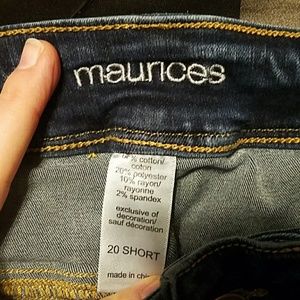 maurices
cotton/
coton
20% polyester
10% rayon/
rayonne
2% spandex
exclusive of
decoration/
sauf décoration
20 SHORT
made in